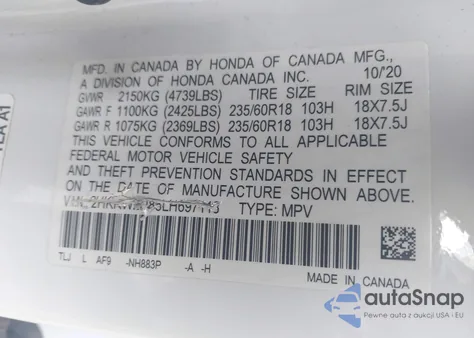 MFD. IN CANADA BY HONDA OF CANADA MFG.,
A DIVISION OF HONDA CANADA INC. 10/'20
GVWR 2150KG (4739LBS) TIRE SIZE RIM SIZE
GAWR F 1100KG (2425LBS) 235/60R18 103H 18X7.5J
GAWR R 1075KG (2369LBS) 235/60R18 103H 18X7.5J
THIS VEHICLE CONFORMS TO ALL APPLICABLE
FEDERAL MOTOR VEHICLE SAFETY
AND THEFT PREVENTION STANDARDS IN EFFECT
ON THE DATE OF MANUFACTURE SHOWN ABOVE.
TYPE: MPV
TLJ L AF9 -NH883P -A -H
MADE IN CANADA
autoSnap
Pewne auta z aukcji.USA - EU